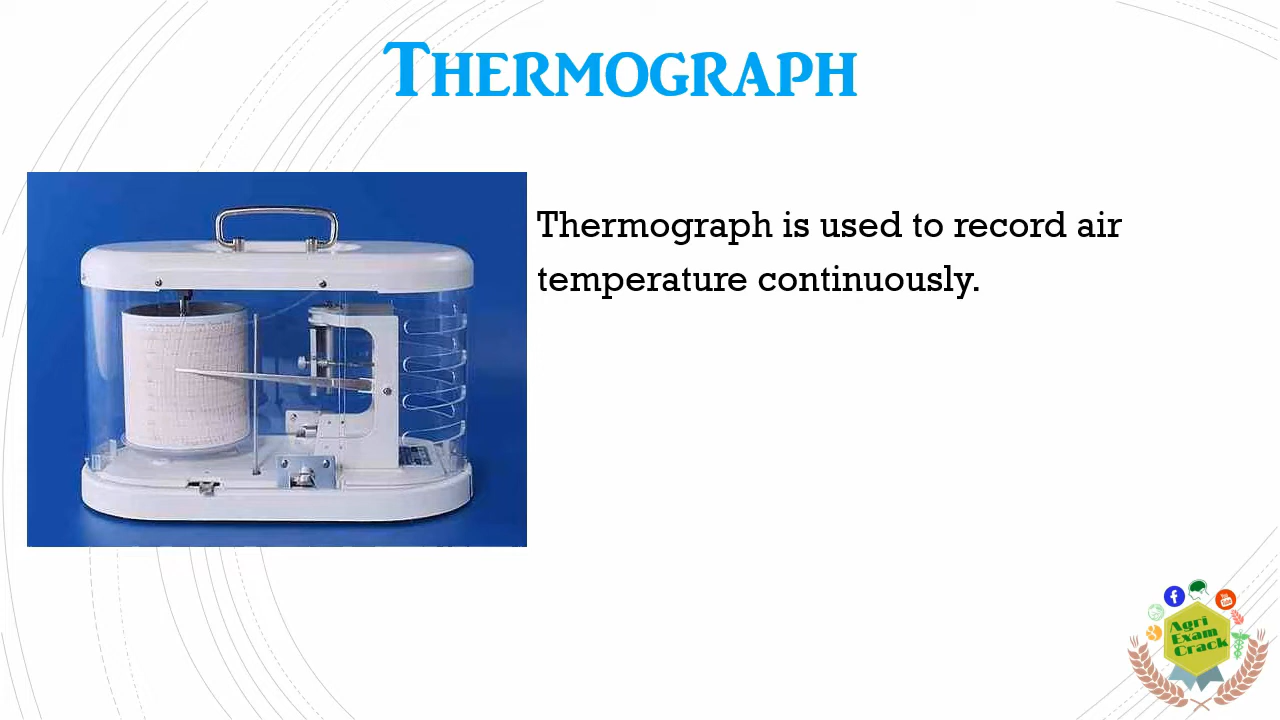 THERMOGRAPH
Thermograph is used to record air
temperature continuously.
Agri
Exam
Crack